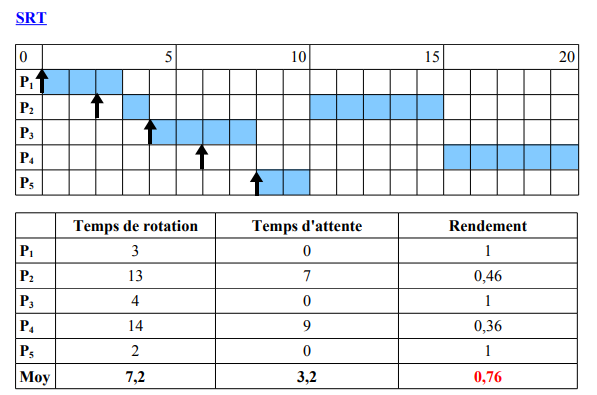 SRT
0 5 10 15 20
P₁
P₂
P₃
P₄
P₅
Temps de rotation Temps d'attente Rendement
P₁ 3 0 1
P₂ 13 7 0,46
P₃ 4 0 1
P₄ 14 9 0,36
P₅ 2 0 1
Moy 7,2 3,2 0,76